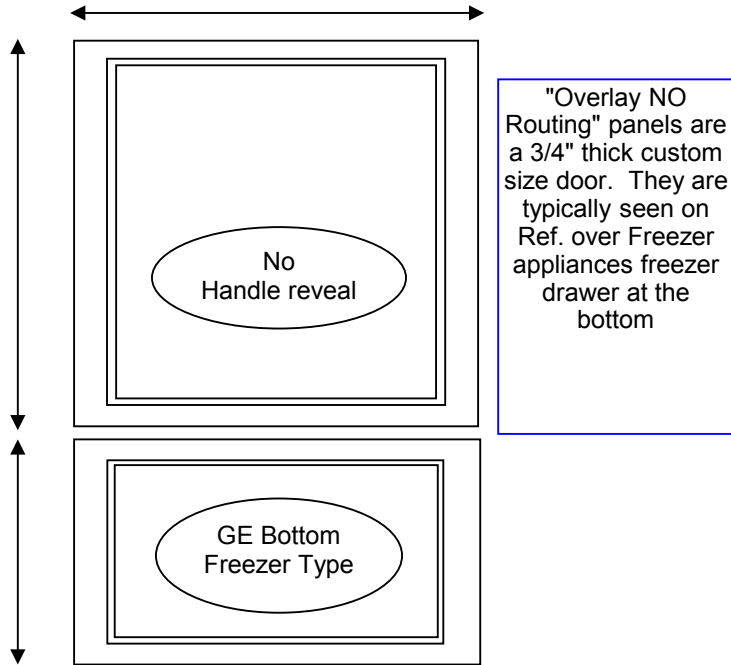 "Overlay NO
Routing" panels are
a 3/4" thick custom
size door. They are
typically seen on
Ref. over Freezer
appliances freezer
drawer at the
bottom
No
Handle reveal
GE Bottom
Freezer Type